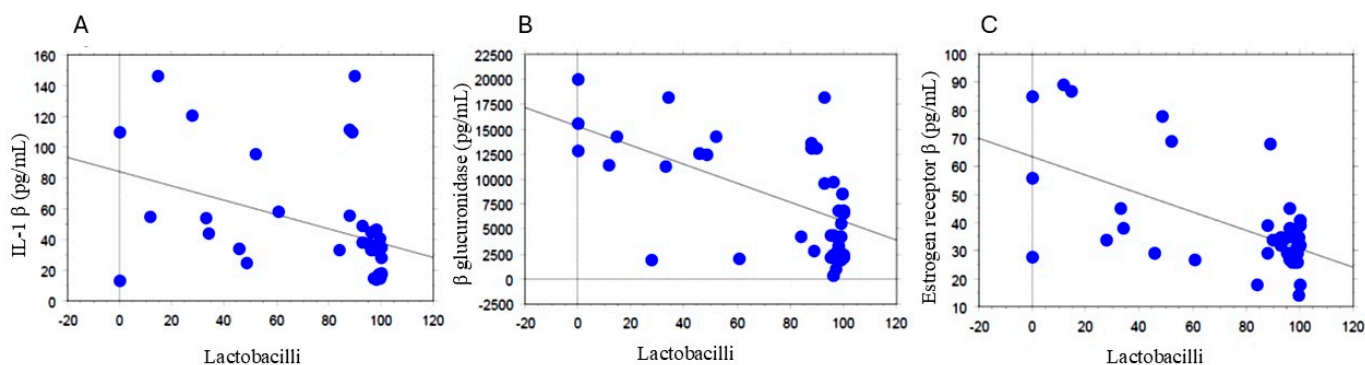 A
IL-1 β (pg/mL)
160
140
120
100
80
60
40
20
0
-20 0 20 40 60 80 100 120
Lactobacilli
B
β glucuronidase (pg/mL)
22500
20000
17500
15000
12500
10000
7500
5000
2500
0
-2500
-20 0 20 40 60 80 100 120
Lactobacilli
C
Estrogen receptor β (pg/mL)
100
90
80
70
60
50
40
30
20
10
-20 0 20 40 60 80 100 120
Lactobacilli